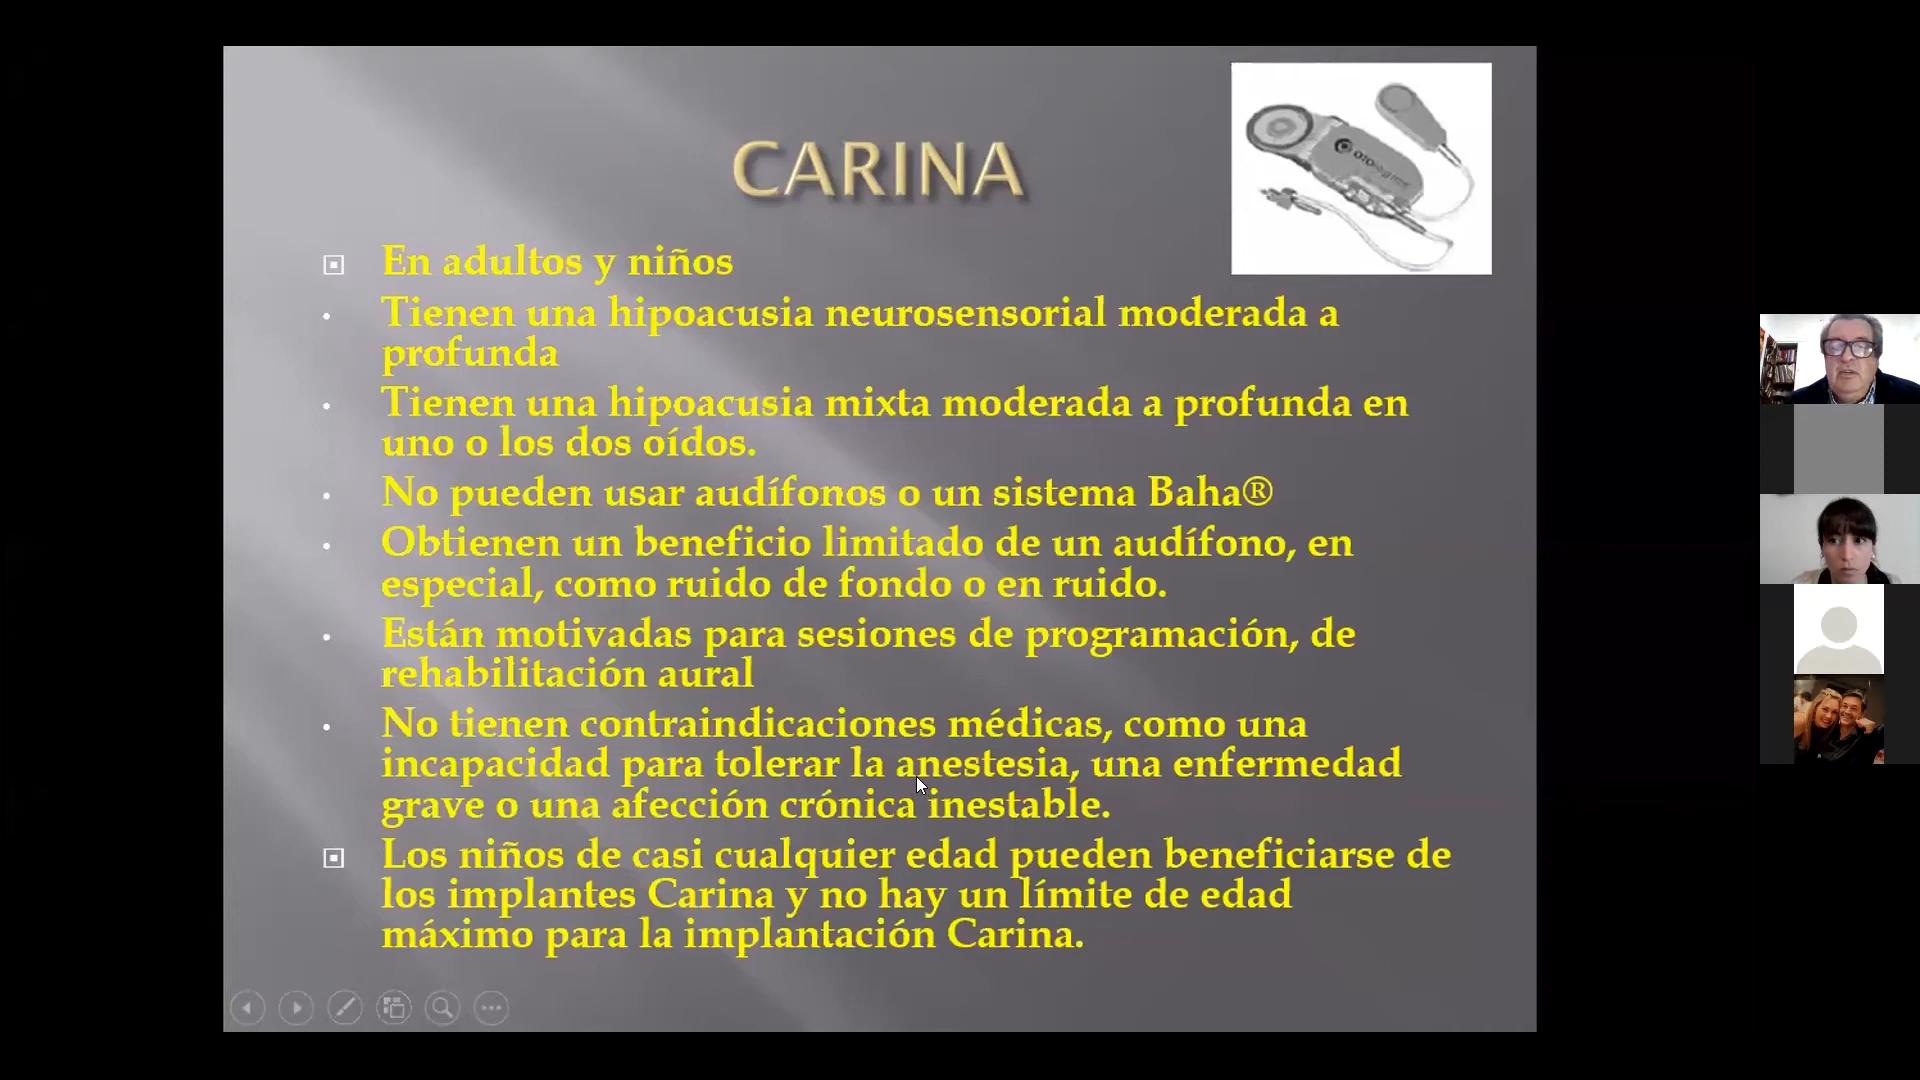 CARINA
otologics
En adultos y niños
Tienen una hipoacusia neurosensorial moderada a
profunda
Tienen una hipoacusia mixta moderada a profunda en
uno o los dos oídos.
No pueden usar audífonos o un sistema Baha®
Obtienen un beneficio limitado de un audífono, en
especial, como ruido de fondo o en ruido.
Están motivadas para sesiones de programación, de
rehabilitación aural
No tienen contraindicaciones médicas, como una
incapacidad para tolerar la anestesia, una enfermedad
grave o una afección crónica inestable.
Los niños de casi cualquier edad pueden beneficiarse de
los implantes Carina y no hay un límite de edad
máximo para la implantación Carina.